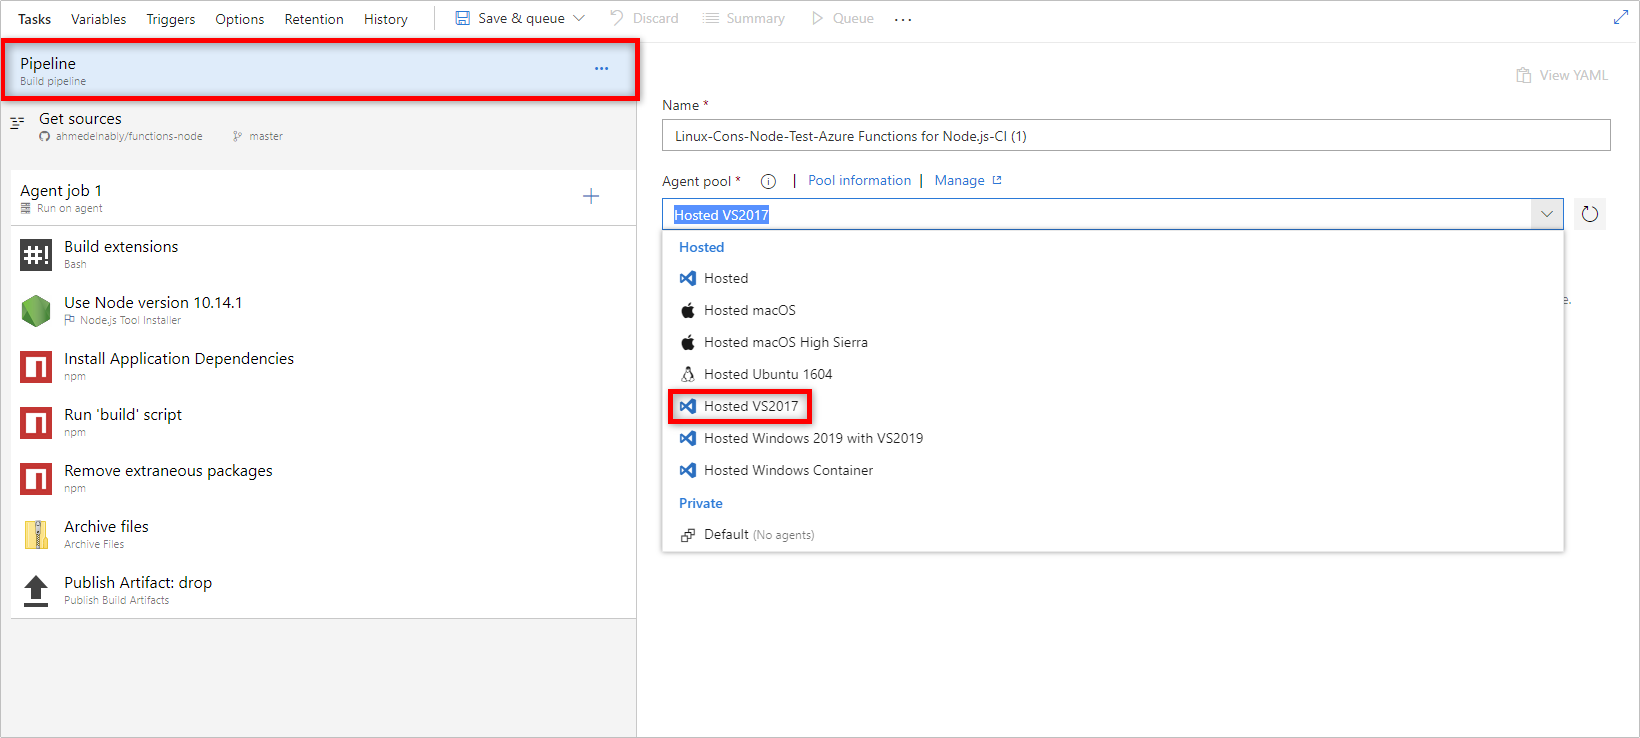 Tasks Variables Triggers Options Retention History Save & queue Discard Summary Queue ...
Pipeline
Build pipeline
...
Get sources
ahmedelnably/functions-node master
Agent job 1
Run on agent
Build extensions
Bash
Use Node version 10.14.1
Node.js Tool Installer
Install Application Dependencies
npm
Run 'build' script
npm
Remove extraneous packages
npm
Archive files
Archive Files
Publish Artifact: drop
Publish Build Artifacts
View YAML
Name *
Linux-Cons-Node-Test-Azure Functions for Node.js-CI (1)
Agent pool * | Pool information | Manage
Hosted VS2017
Hosted
Hosted
Hosted macOS
Hosted macOS High Sierra
Hosted Ubuntu 1604
Hosted VS2017
Hosted Windows 2019 with VS2019
Hosted Windows Container
Private
Default (No agents)
e.